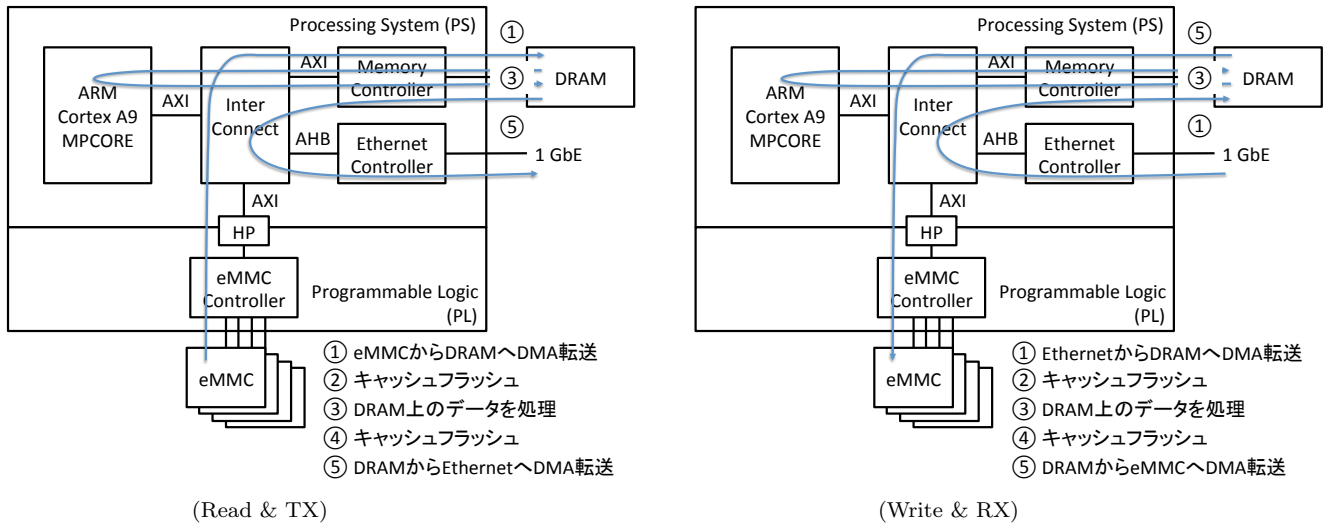 Processing System (PS)
①
ARM
Cortex A9
MPCORE
AXI
Inter
Connect
AXI
Memory
Controller
③
DRAM
⑤
AHB
Ethernet
Controller
1 GbE
AXI
HP
eMMC
Controller
Programmable Logic
(PL)
eMMC
① eMMCからDRAMへDMA転送
② キャッシュフラッシュ
③ DRAM上のデータを処理
④ キャッシュフラッシュ
⑤ DRAMからEthernetへDMA転送
(Read & TX)
Processing System (PS)
⑤
ARM
Cortex A9
MPCORE
AXI
Inter
Connect
AXI
Memory
Controller
③
DRAM
①
AHB
Ethernet
Controller
1 GbE
AXI
HP
eMMC
Controller
Programmable Logic
(PL)
eMMC
① EthernetからDRAMへDMA転送
② キャッシュフラッシュ
③ DRAM上のデータを処理
④ キャッシュフラッシュ
⑤ DRAMからeMMCへDMA転送
(Write & RX)